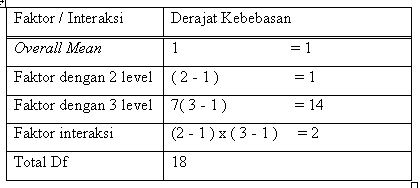 Faktor / Interaksi Derajat Kebebasan
Overall Mean 1 = 1
Faktor dengan 2 level ( 2 - 1 ) = 1
Faktor dengan 3 level 7( 3 - 1 ) = 14
Faktor interaksi (2 - 1 ) x ( 3 - 1 ) = 2
Total Df 18